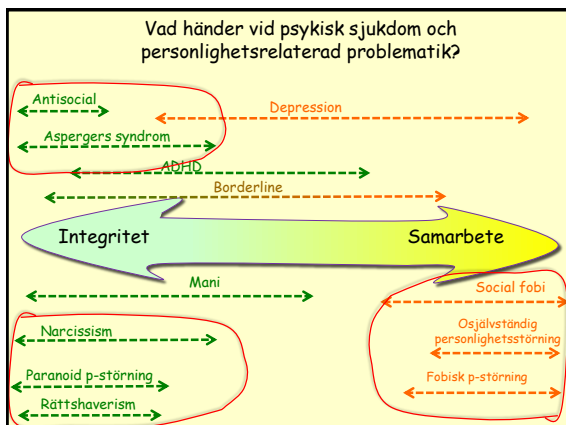 Vad händer vid psykisk sjukdom och
personlighetsrelaterad problematik?
Antisocial
Depression
Aspergers syndrom
ADHD
Borderline
Integritet
Samarbete
Mani
Social fobi
Narcissism
Osjälvständig
personlighetsstörning
Paranoid p-störning
Fobisk p-störning
Rättshaverism